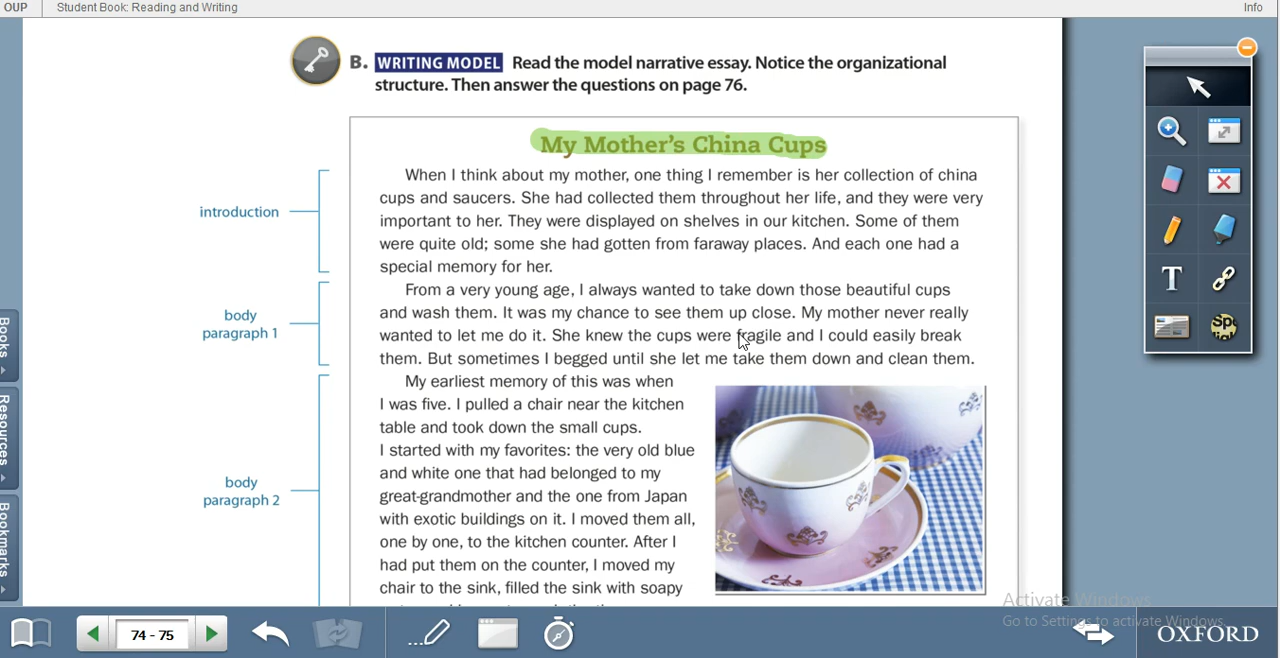 OUP
Student Book: Reading and Writing
Info
B. WRITING MODEL Read the model narrative essay. Notice the organizational
structure. Then answer the questions on page 76.
My Mother's China Cups
introduction
When I think about my mother, one thing I remember is her collection of china
cups and saucers. She had collected them throughout her life, and they were very
important to her. They were displayed on shelves in our kitchen. Some of them
were quite old; some she had gotten from faraway places. And each one had a
special memory for her.
body
paragraph 1
From a very young age, I always wanted to take down those beautiful cups
and wash them. It was my chance to see them up close. My mother never really
wanted to let me do it. She knew the cups were fragile and I could easily break
them. But sometimes I begged until she let me take them down and clean them.
body
paragraph 2
My earliest memory of this was when
I was five. I pulled a chair near the kitchen
table and took down the small cups.
I started with my favorites: the very old blue
and white one that had belonged to my
great-grandmother and the one from Japan
with exotic buildings on it. I moved them all,
one by one, to the kitchen counter. After I
had put them on the counter, I moved my
chair to the sink, filled the sink with soapy
Books
Resources
Bookmarks
T
Spo
Activate Windows
Go to Settings to activate Windows.
74 - 75
OXFORD